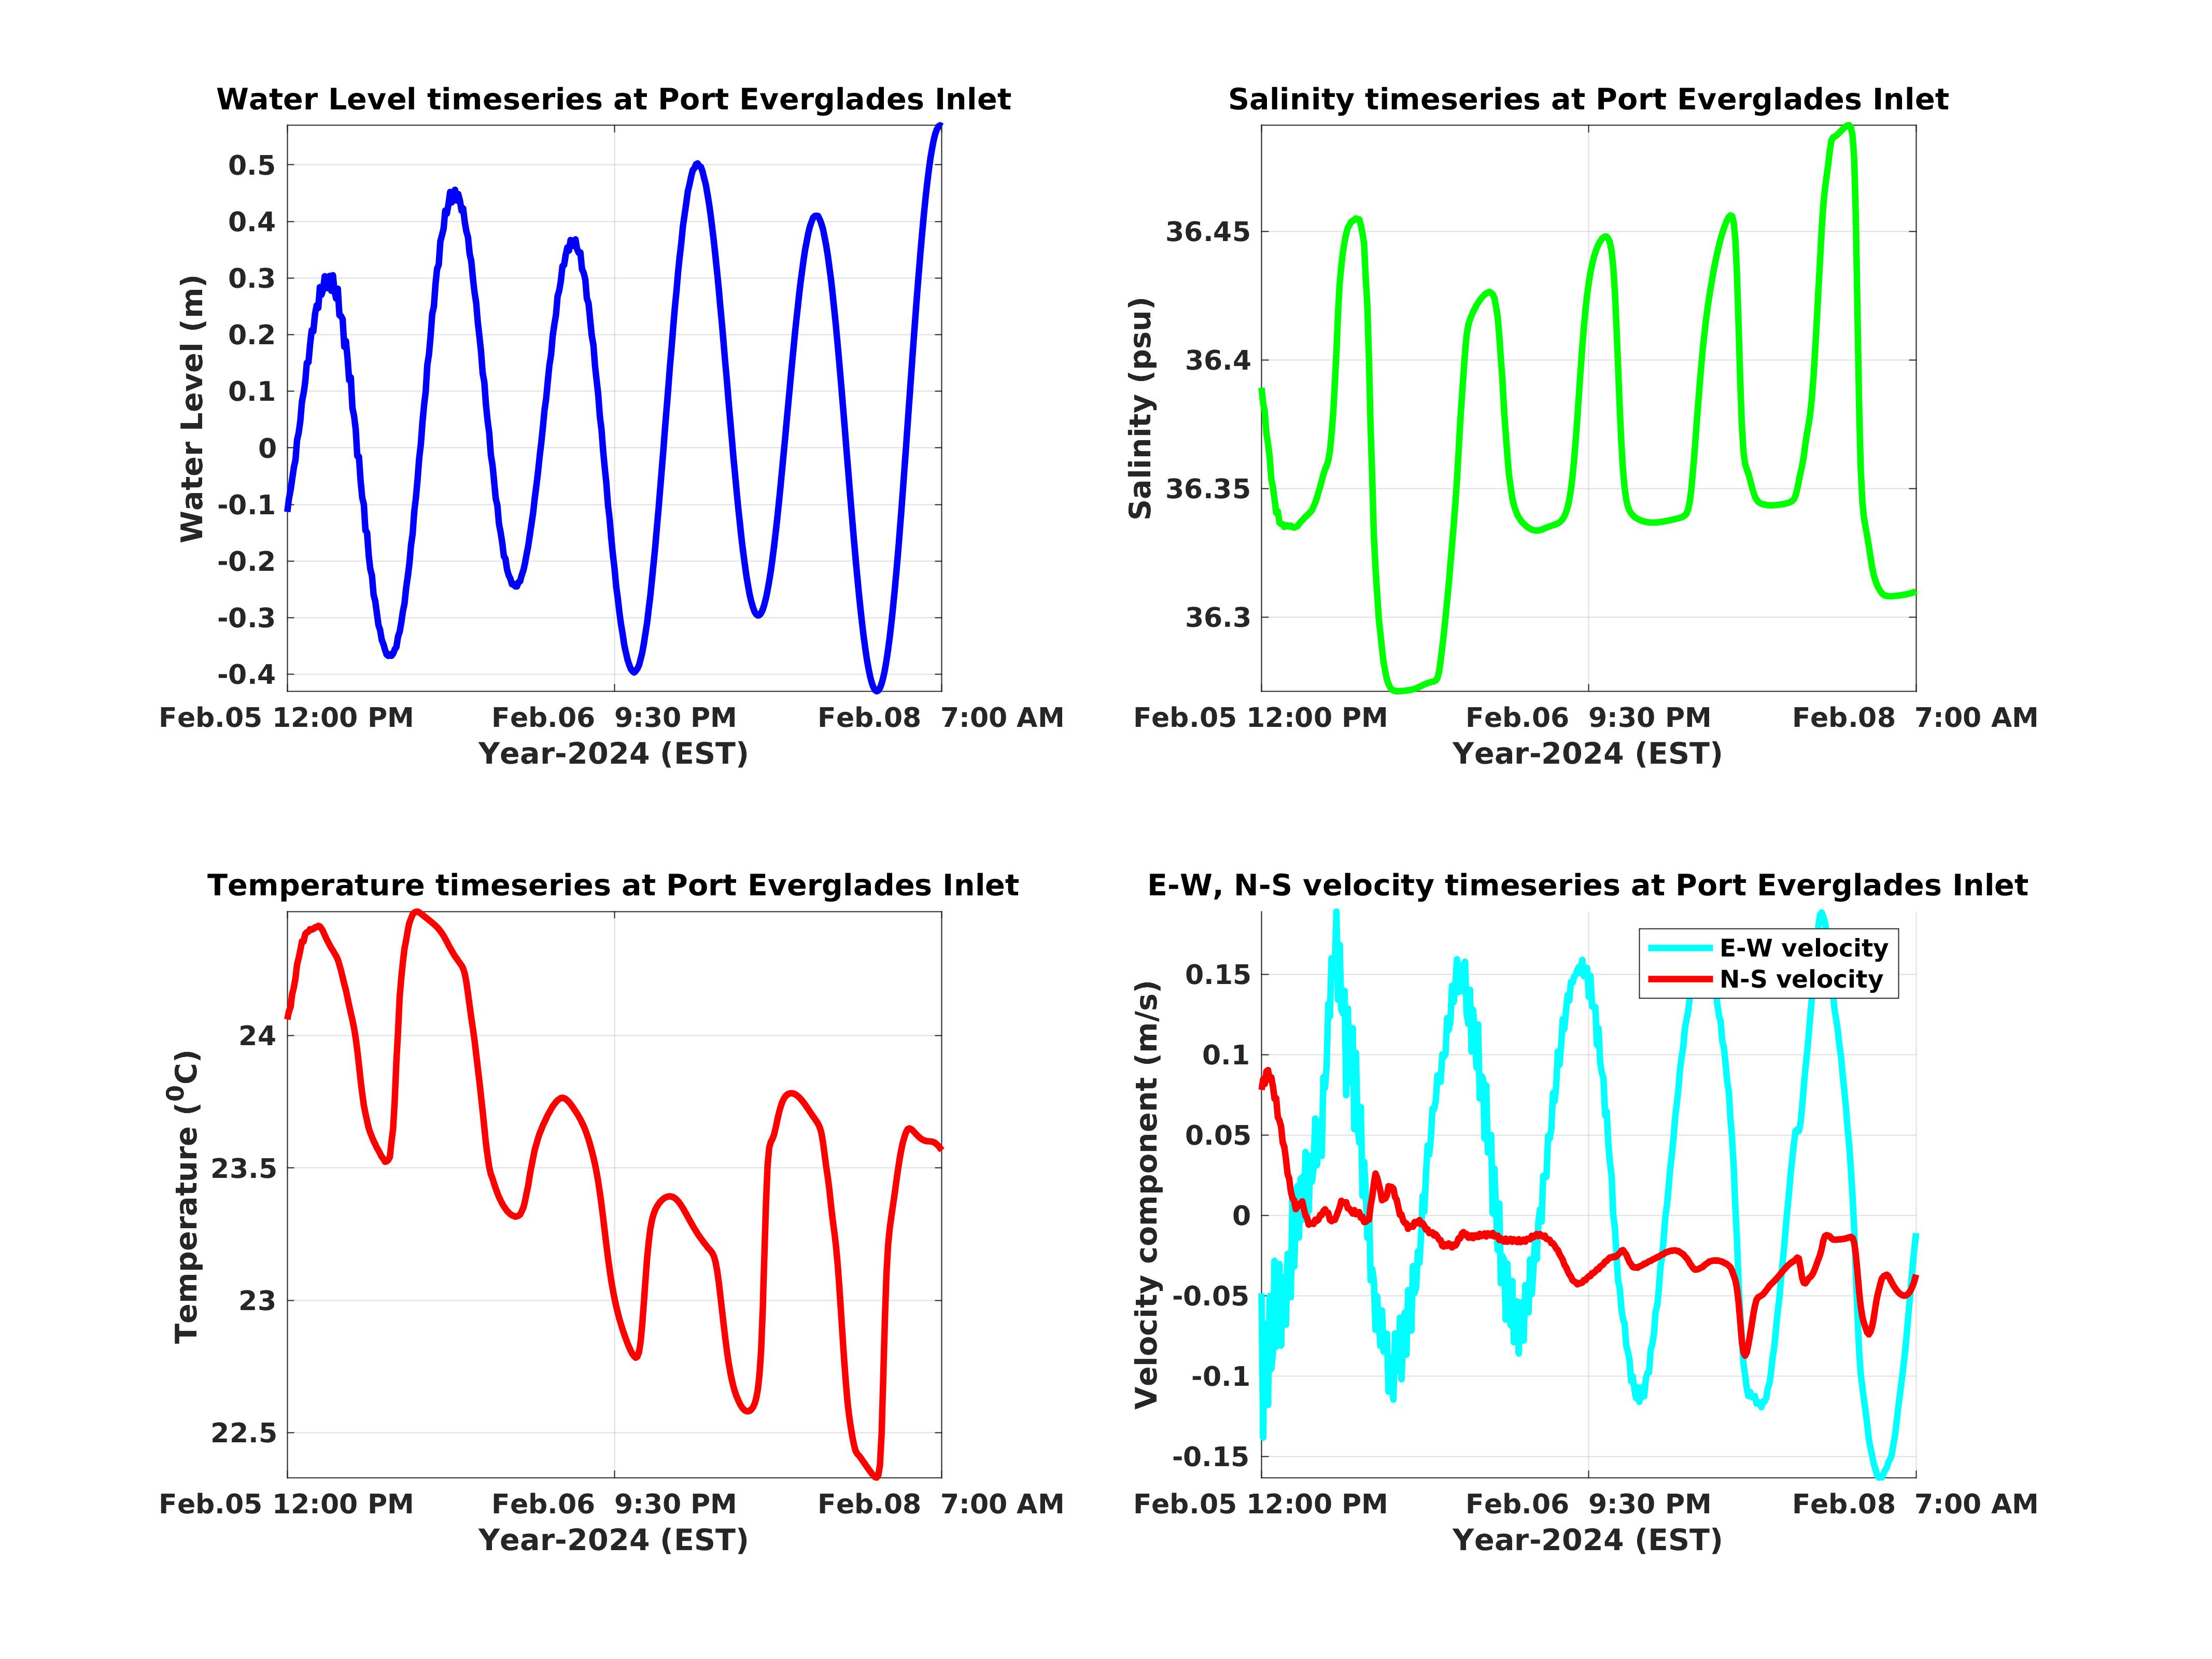 Water Level timeseries at Port Everglades Inlet
Water Level (m)
0.5
0.4
0.3
0.2
0.1
0
-0.1
-0.2
-0.3
-0.4
Feb.05 12:00 PM
Feb.06 9:30 PM
Feb.08 7:00 AM
Year-2024 (EST)
Salinity timeseries at Port Everglades Inlet
Salinity (psu)
36.45
36.4
36.35
36.3
Feb.05 12:00 PM
Feb.06 9:30 PM
Feb.08 7:00 AM
Year-2024 (EST)
Temperature timeseries at Port Everglades Inlet
Temperature (⁰C)
24
23.5
23
22.5
Feb.05 12:00 PM
Feb.06 9:30 PM
Feb.08 7:00 AM
Year-2024 (EST)
E-W, N-S velocity timeseries at Port Everglades Inlet
Velocity component (m/s)
0.15
0.1
0.05
0
-0.05
-0.1
-0.15
E-W velocity
N-S velocity
Feb.05 12:00 PM
Feb.06 9:30 PM
Feb.08 7:00 AM
Year-2024 (EST)